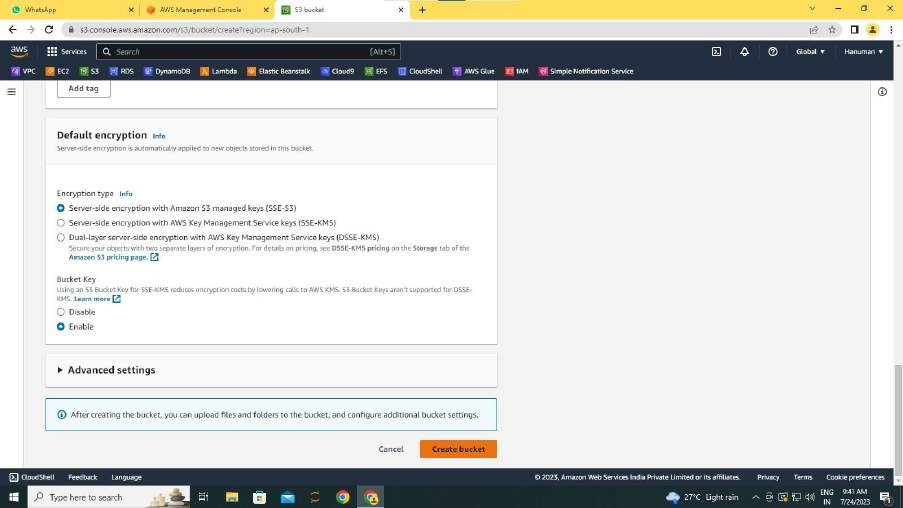 WhatsApp
AWS Management Console
S3 bucket
s3.console.aws.amazon.com/s3/bucket/create?region=ap-south-1
aws
Services
Search
[Alt+S]
Global
Hanuman
VPC
EC2
S3
RDS
DynamoDB
Lambda
Elastic Beanstalk
Cloud9
EFS
CloudShell
AWS Glue
IAM
Simple Notification Service
Add tag
Default encryption Info
Server-side encryption is automatically applied to new objects stored in this bucket.
Encryption type Info
Server-side encryption with Amazon S3 managed keys (SSE-S3)
Server-side encryption with AWS Key Management Service keys (SSE-KMS)
Dual-layer server-side encryption with AWS Key Management Service keys (DSSE-KMS)
Secure your objects with two separate layers of encryption. For details on pricing, see DSSE-KMS pricing on the Storage tab of the
Amazon S3 pricing page.
Bucket Key
Using an S3 Bucket Key for SSE-KMS reduces encryption costs by lowering calls to AWS KMS. S3 Bucket Keys aren't supported for DSSE-
KMS. Learn more
Disable
Enable
Advanced settings
After creating the bucket, you can upload files and folders to the bucket, and configure additional bucket settings.
Cancel
Create bucket
CloudShell
Feedback
Language
© 2023, Amazon Web Services India Private Limited or its affiliates.
Privacy
Terms
Cookie preferences
Type here to search
27°C Light rain
ENG
IN
9:41 AM
7/24/2023